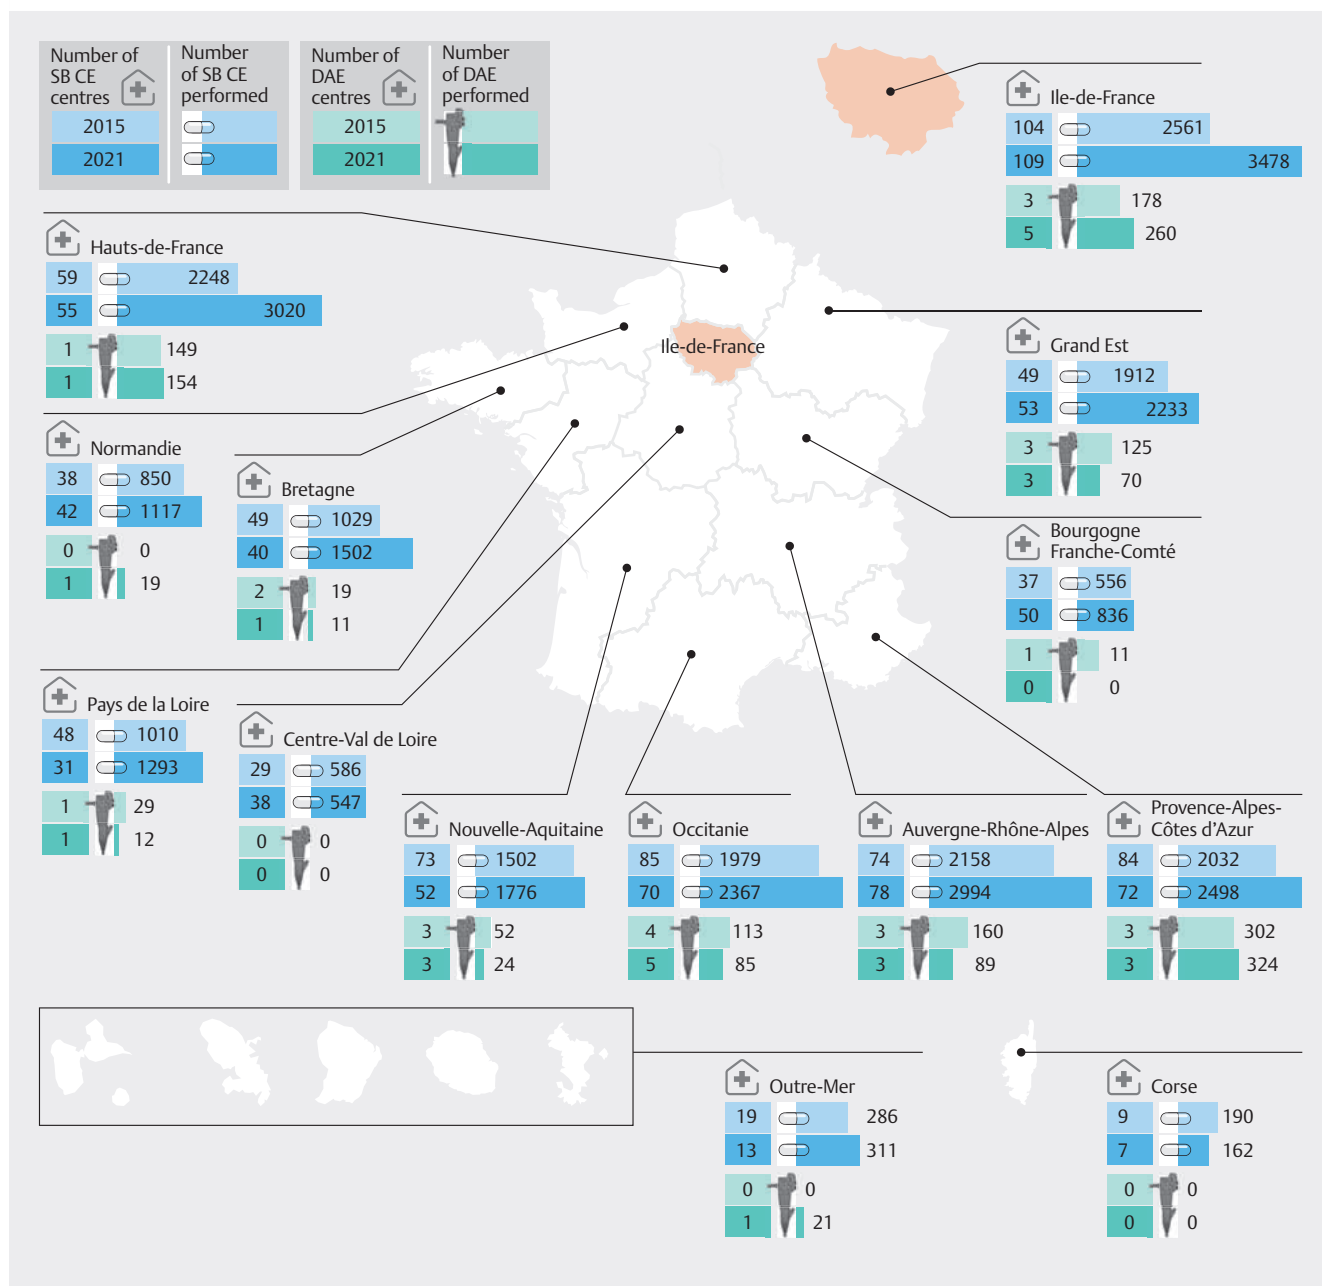 Number of
SB CE
centres
Number
of SB CE
performed
2015
2021
Number of
DAE
centres
Number
of DAE
performed
2015
2021
Ile-de-France
104 2561
109 3478
3 178
5 260
Hauts-de-France
59 2248
55 3020
1 149
1 154
Ile-de-France
Grand Est
49 1912
53 2233
3 125
3 70
Normandie
38 850
42 1117
0 0
1 19
Bretagne
49 1029
40 1502
2 19
1 11
Bourgogne
Franche-Comté
37 556
50 836
1 11
0 0
Pays de la Loire
48 1010
31 1293
1 29
1 12
Centre-Val de Loire
29 586
38 547
0 0
0 0
Nouvelle-Aquitaine
73 1502
52 1776
3 52
3 24
Occitanie
85 1979
70 2367
4 113
5 85
Auvergne-Rhône-Alpes
74 2158
78 2994
3 160
3 89
Provence-Alpes-
Côtes d'Azur
84 2032
72 2498
3 302
3 324
Outre-Mer
19 286
13 311
0 0
1 21
Corse
9 190
7 162
0 0
0 0